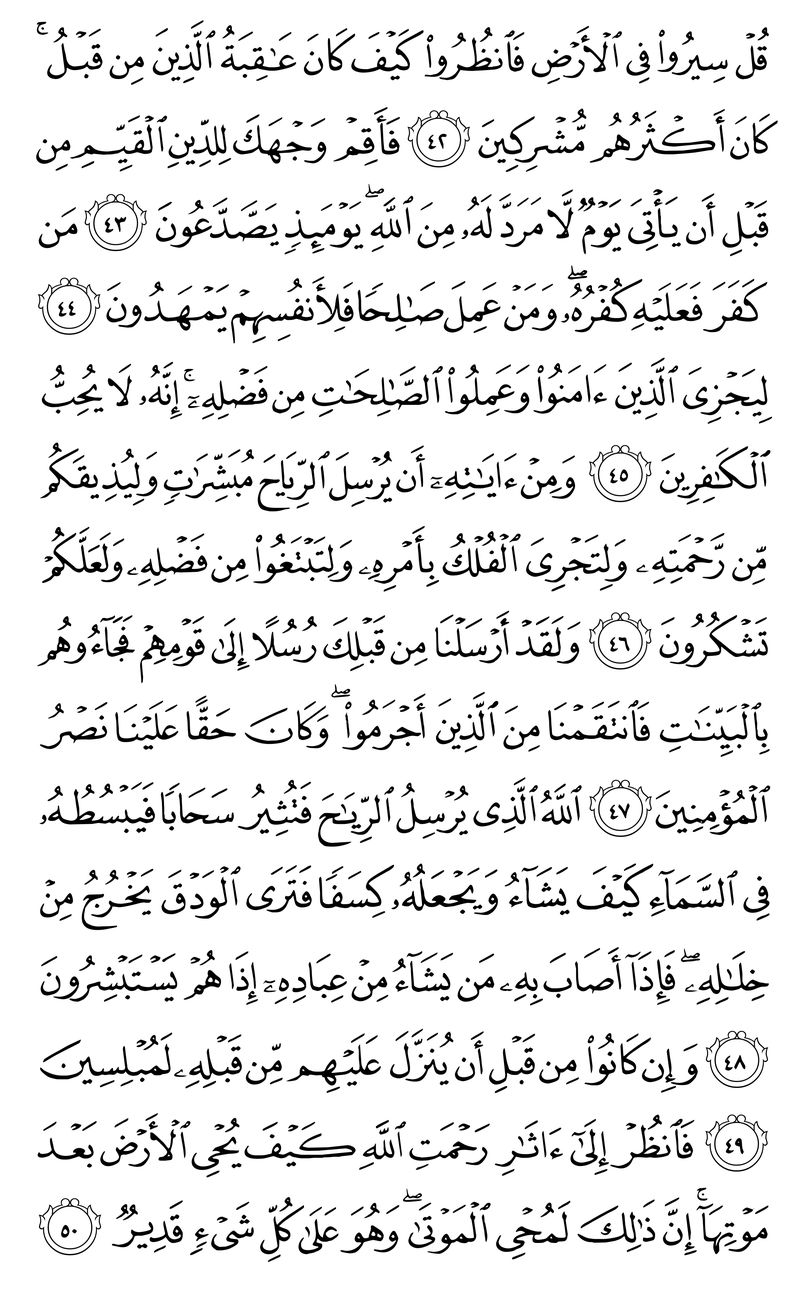 قُلۡ سِيرُواْ فِي ٱلۡأَرۡضِ فَٱنظُرُواْ كَيۡفَ كَانَ عَٰقِبَةُ ٱلَّذِينَ مِن قَبۡلُۚ
كَانَ أَكۡثَرُهُم مُّشۡرِكِينَ ٤٢ فَأَقِمۡ وَجۡهَكَ لِلدِّينِ ٱلۡقَيِّمِ مِن
قَبۡلِ أَن يَأۡتِيَ يَوۡمٞ لَّا مَرَدَّ لَهُۥ مِنَ ٱللَّهِۖ يَوۡمَئِذٖ يَصَّدَّعُونَ ٤٣ مَن
كَفَرَ فَعَلَيۡهِ كُفۡرُهُۥۖ وَمَنۡ عَمِلَ صَٰلِحٗا فَلِأَنفُسِهِمۡ يَمۡهَدُونَ ٤٤
لِيَجۡزِيَ ٱلَّذِينَ ءَامَنُواْ وَعَمِلُواْ ٱلصَّٰلِحَٰتِ مِن فَضۡلِهِۦٓۚ إِنَّهُۥ لَا يُحِبُّ
ٱلۡكَٰفِرِينَ ٤٥ وَمِنۡ ءَايَٰتِهِۦٓ أَن يُرۡسِلَ ٱلرِّيَاحَ مُبَشِّرَٰتٖ وَلِيُذِيقَكُم
مِّن رَّحۡمَتِهِۦ وَلِتَجۡرِيَ ٱلۡفُلۡكُ بِأَمۡرِهِۦ وَلِتَبۡتَغُواْ مِن فَضۡلِهِۦ وَلَعَلَّكُمۡ
تَشۡكُرُونَ ٤٦ وَلَقَدۡ أَرۡسَلۡنَا مِن قَبۡلِكَ رُسُلًا إِلَىٰ قَوۡمِهِمۡ فَجَآءُوهُم
بِٱلۡبَيِّنَٰتِ فَٱنتَقَمۡنَا مِنَ ٱلَّذِينَ أَجۡرَمُواْۖ وَكَانَ حَقًّا عَلَيۡنَا نَصۡرُ
ٱلۡمُؤۡمِنِينَ ٤٧ ٱللَّهُ ٱلَّذِي يُرۡسِلُ ٱلرِّيَٰحَ فَتُثِيرُ سَحَابٗا فَيَبۡسُطُهُۥ
فِي ٱلسَّمَآءِ كَيۡفَ يَشَآءُ وَيَجۡعَلُهُۥ كِسَفٗا فَتَرَى ٱلۡوَدۡقَ يَخۡرُجُ مِنۡ
خِلَٰلِهِۦۖ فَإِذَآ أَصَابَ بِهِۦ مَن يَشَآءُ مِنۡ عِبَادِهِۦٓ إِذَا هُمۡ يَسۡتَبۡشِرُونَ
٤٨ وَإِن كَانُواْ مِن قَبۡلِ أَن يُنَزَّلَ عَلَيۡهِم مِّن قَبۡلِهِۦ لَمُبۡلِسِينَ
٤٩ فَٱنظُرۡ إِلَىٰٓ ءَاثَٰرِ رَحۡمَتِ ٱللَّهِ كَيۡفَ يُحۡيِ ٱلۡأَرۡضَ بَعۡدَ
مَوۡتِهَآۚ إِنَّ ذَٰلِكَ لَمُحۡيِ ٱلۡمَوۡتَىٰۖ وَهُوَ عَلَىٰ كُلِّ شَيۡءٖ قَدِيرٞ ٥٠